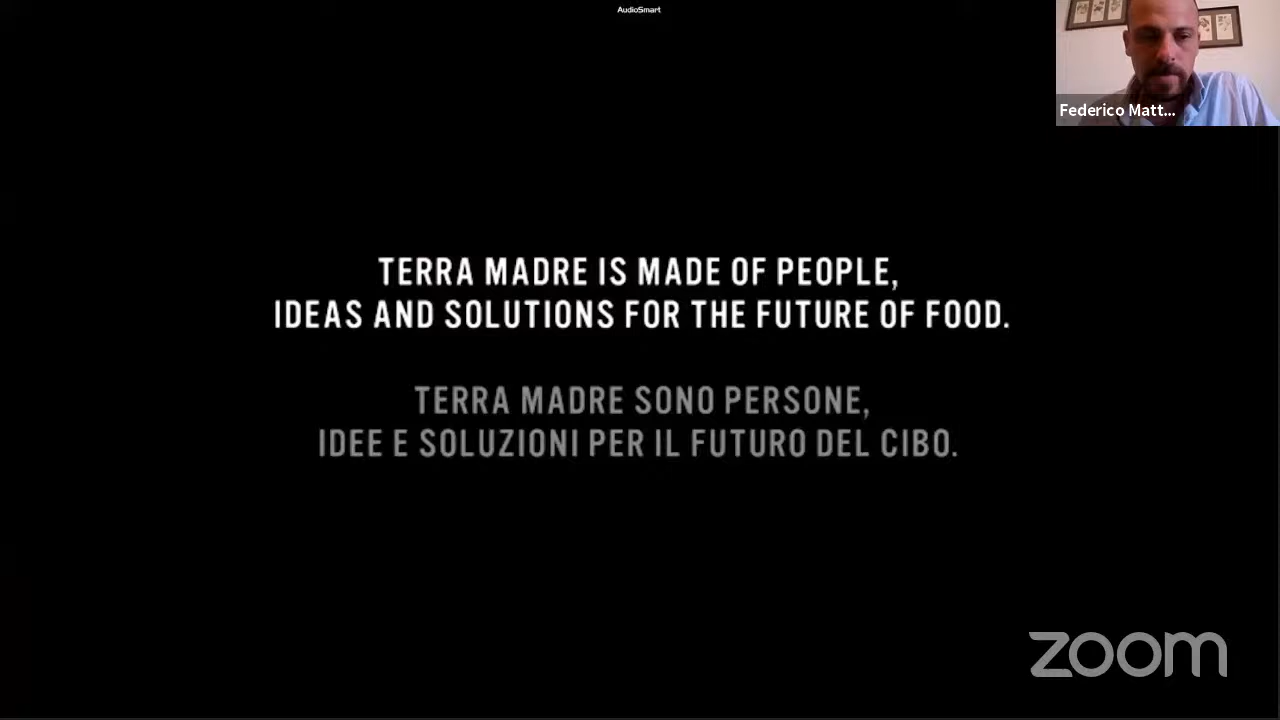 AudioSmart
Federico Matt...
TERRA MADRE IS MADE OF PEOPLE,
IDEAS AND SOLUTIONS FOR THE FUTURE OF FOOD.
TERRA MADRE SONO PERSONE,
IDEE E SOLUZIONI PER IL FUTURO DEL CIBO.
zoom